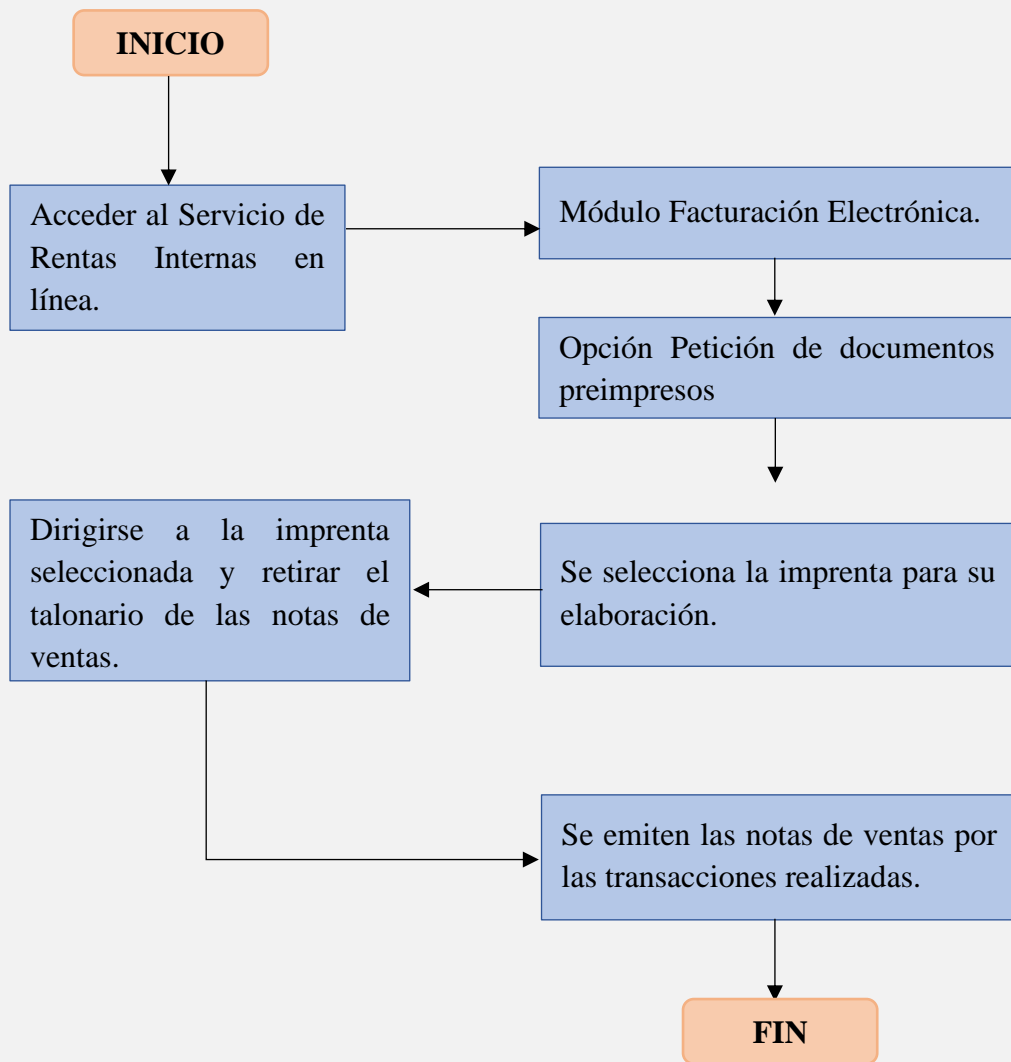 INICIO
Acceder al Servicio de
Rentas Internas en
línea.
Módulo Facturación Electrónica.
Opción Petición de documentos
preimpresos
Se selecciona la imprenta para su
elaboración.
Dirigirse a la imprenta
seleccionada y retirar el
talonario de las notas de
ventas.
Se emiten las notas de ventas por
las transacciones realizadas.
FIN